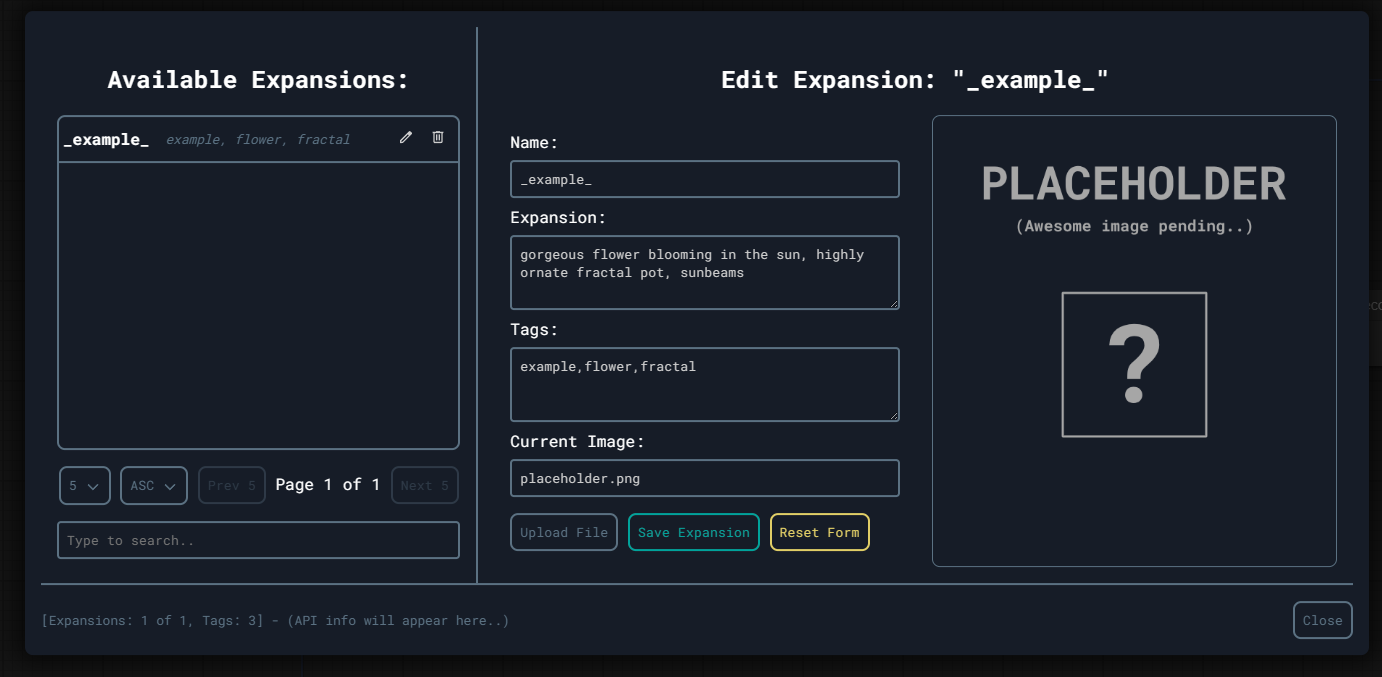 Available Expansions:
_example_ example, flower, fractal
5 ASC Prev 5 Page 1 of 1 Next 5
Type to search..
Edit Expansion: "_example_"
Name:
_example_
Expansion:
gorgeous flower blooming in the sun, highly
ornate fractal pot, sunbeams
Tags:
example,flower,fractal
Current Image:
placeholder.png
Upload File Save Expansion Reset Form
PLACEHOLDER
(Awesome image pending..)
?
[Expansions: 1 of 1, Tags: 3] - (API info will appear here..)
Close